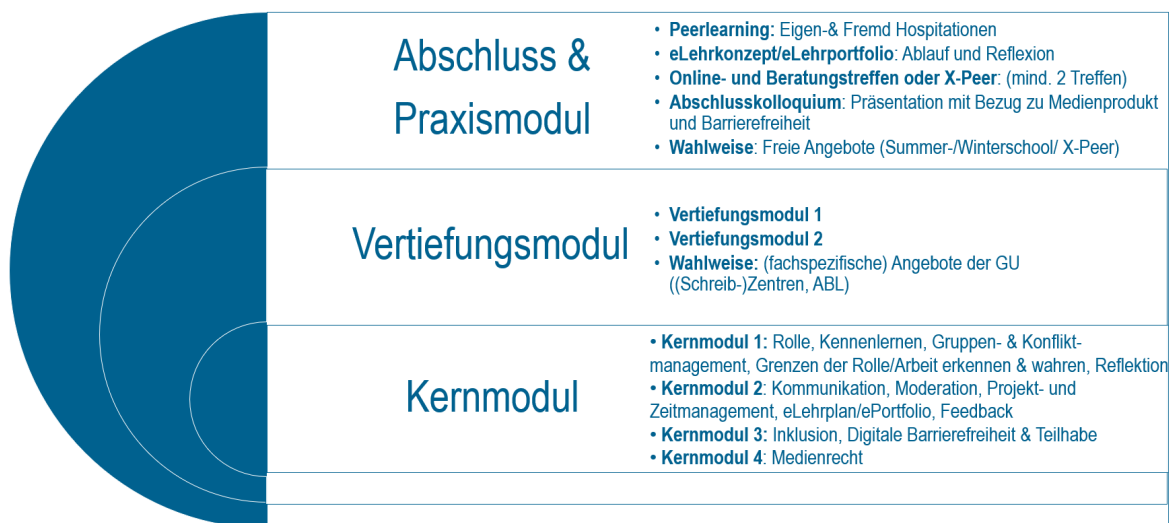 Abschluss &
Praxismodul
• Peerlearning: Eigen-& Fremd Hospitationen
• eLehrkonzept/eLehrportfolio: Ablauf und Reflexion
• Online- und Beratungstreffen oder X-Peer: (mind. 2 Treffen)
• Abschlusskolloquium: Präsentation mit Bezug zu Medienprodukt
und Barrierefreiheit
• Wahlweise: Freie Angebote (Summer-/Winterschool/ X-Peer)
Vertiefungsmodul
• Vertiefungsmodul 1
• Vertiefungsmodul 2
• Wahlweise: (fachspezifische) Angebote der GU
((Schreib-)Zentren, ABL)
Kernmodul
• Kernmodul 1: Rolle, Kennenlernen, Gruppen- & Konflikt-
management, Grenzen der Rolle/Arbeit erkennen & wahren, Reflektion
• Kernmodul 2: Kommunikation, Moderation, Projekt- und
Zeitmanagement, eLehrplan/ePortfolio, Feedback
• Kernmodul 3: Inklusion, Digitale Barrierefreiheit & Teilhabe
• Kernmodul 4: Medienrecht